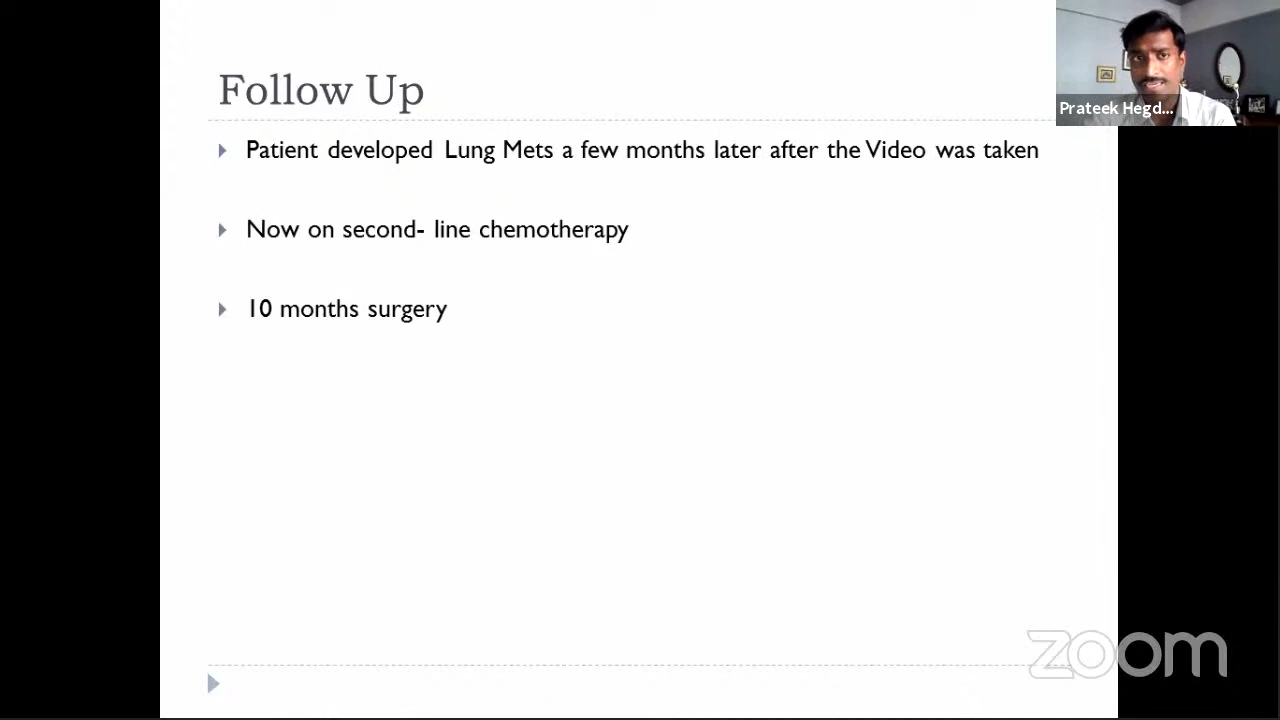 Follow Up
Prateek Hegd...
Patient developed Lung Mets a few months later after the Video was taken
Now on second- line chemotherapy
10 months surgery
zoom